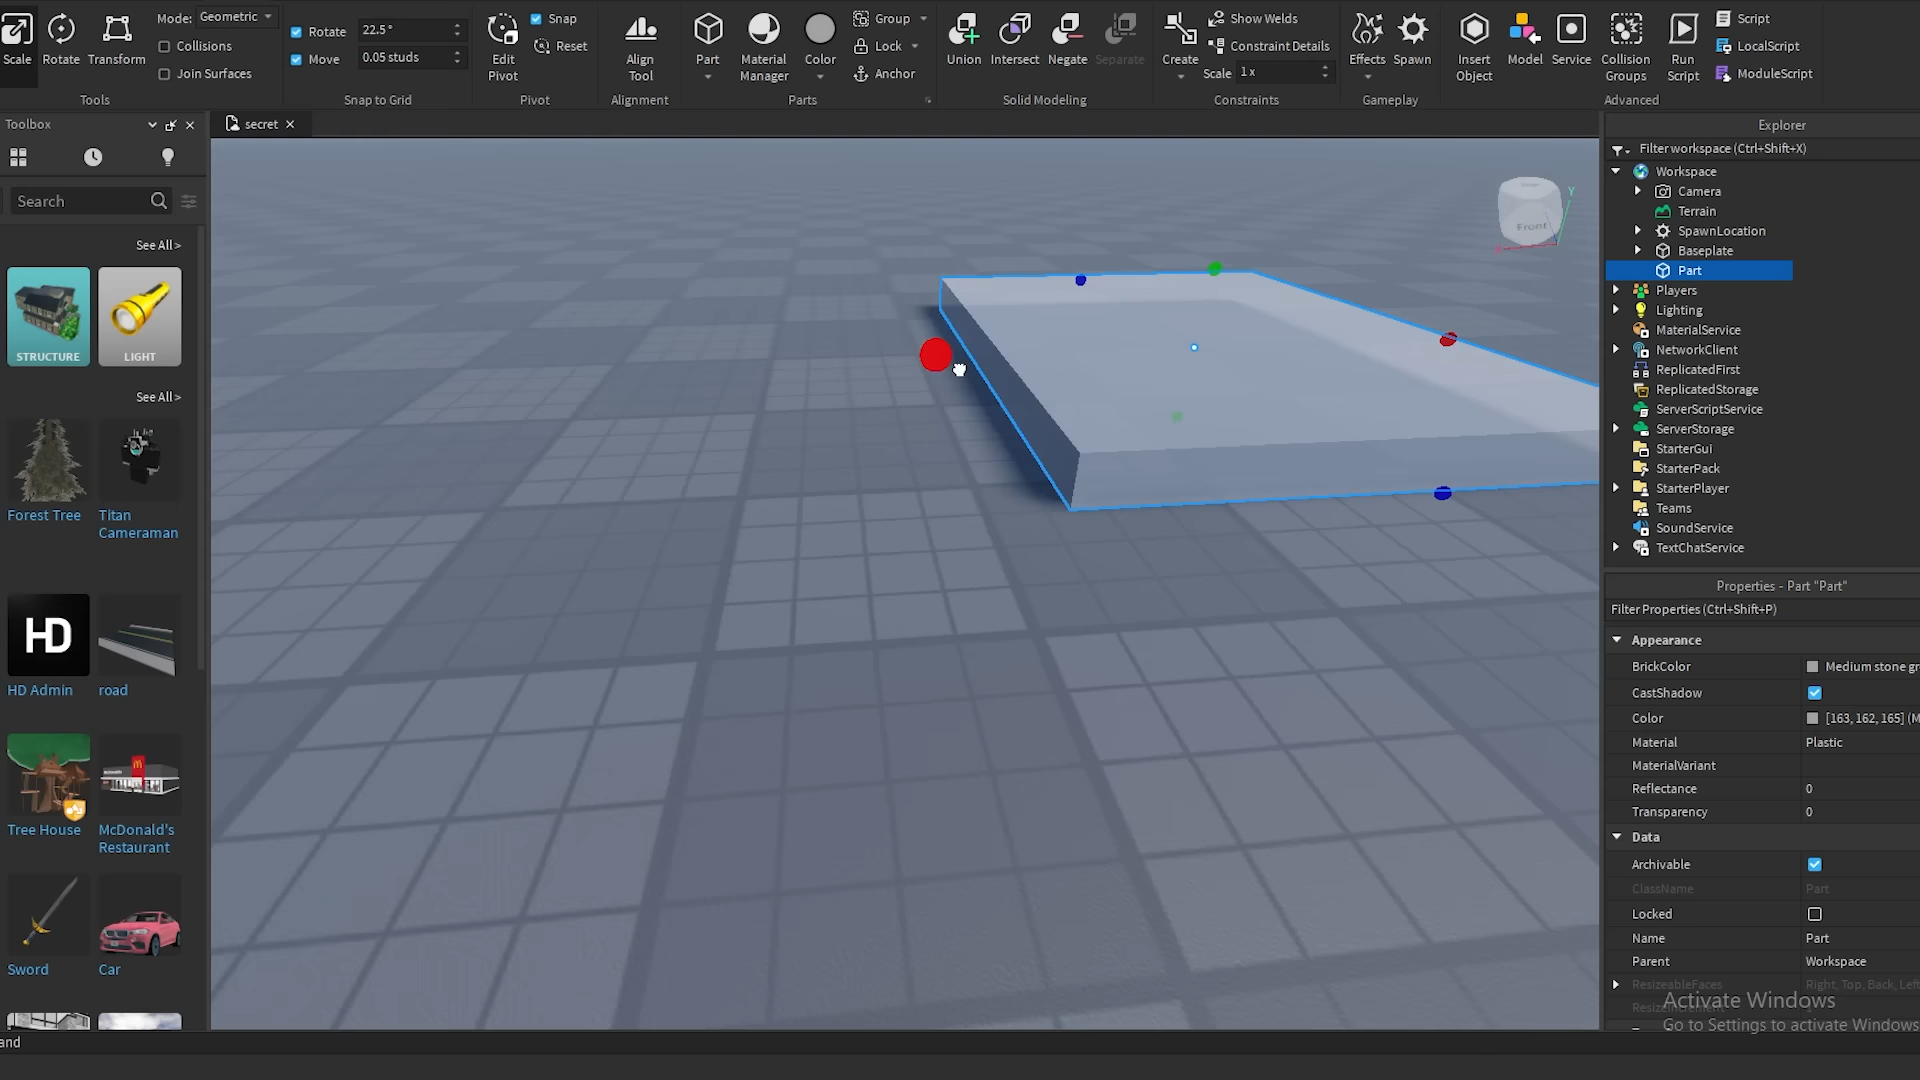 Mode: Geometric
Collisions
Join Surfaces
Scale
Rotate
Transform
Tools
Rotate 22.5°
Move 0.05 studs
Snap to Grid
Edit
Pivot
Snap
Reset
Pivot
Align
Tool
Alignment
Part
Material
Manager
Color
Group
Lock
Anchor
Parts
Union
Intersect
Negate
Separate
Solid Modeling
Create
Show Welds
Constraint Details
Scale 1 x
Constraints
Effects
Spawn
Gameplay
Insert
Object
Model
Service
Collision
Groups
Run
Script
Script
LocalScript
ModuleScript
Advanced
Toolbox
Search
See All >
STRUCTURE
LIGHT
See All >
Forest Tree
Titan
Cameraman
HD
HD Admin
road
Tree House
McDonald's
Restaurant
Sword
Car
and
secret
Front
Y
Explorer
Filter workspace (Ctrl+Shift+X)
Workspace
Camera
Terrain
SpawnLocation
Baseplate
Part
Players
Lighting
MaterialService
NetworkClient
ReplicatedFirst
ReplicatedStorage
ServerScriptService
ServerStorage
StarterGui
StarterPack
StarterPlayer
Teams
SoundService
TextChatService
Properties - Part "Part"
Filter Properties (Ctrl+Shift+P)
Appearance
BrickColor Medium stone gr
CastShadow
Color [163, 162, 165] (M
Material Plastic
MaterialVariant
Reflectance 0
Transparency 0
Data
Archivable
ClassName Part
Locked
Name Part
Parent Workspace
ResizeableFaces Right, Top, Back, Left
Activate Windows
Go to Settings to activate Windows